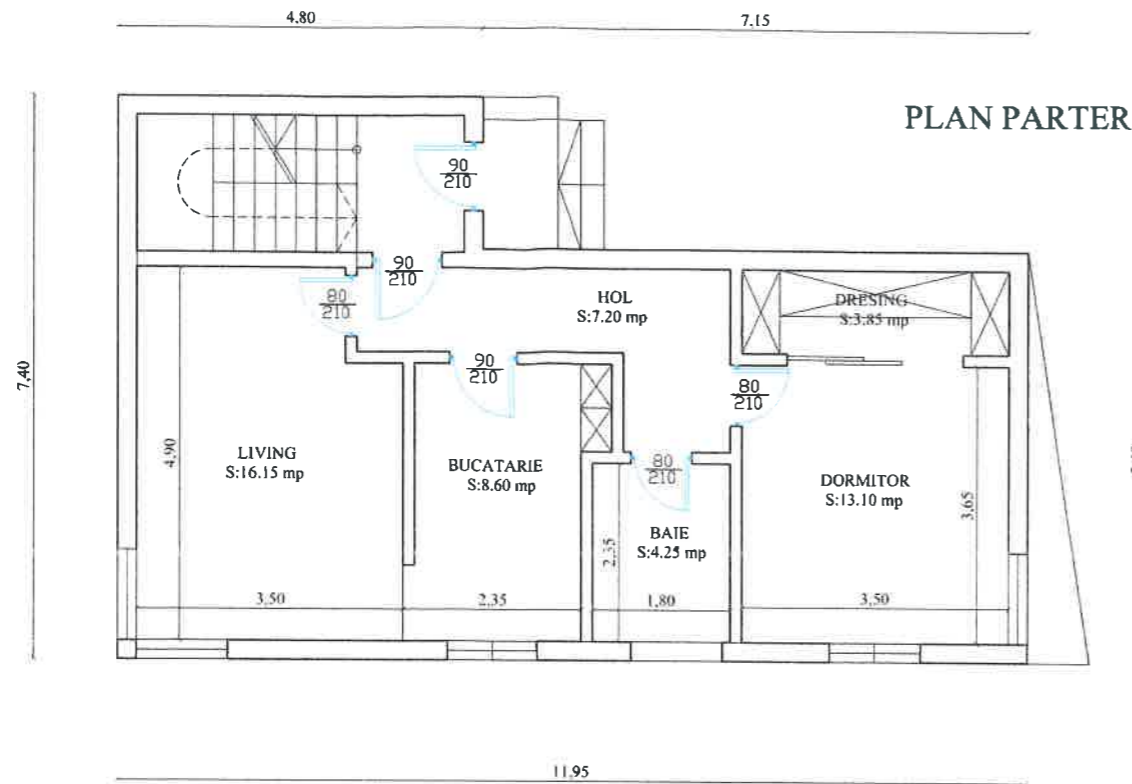 4,80
7,15
PLAN PARTER
90
210
90
210
80
210
HOL
S:7.20 mp
DRESING
S:3.85 mp
7,40
90
210
80
210
4,90
LIVING
S:16.15 mp
BUCATARIE
S:8.60 mp
80
210
DORMITOR
S:13.10 mp
3,65
BAIE
S:4.25 mp
2,35
3,50
2,35
1,80
3,50
11,95